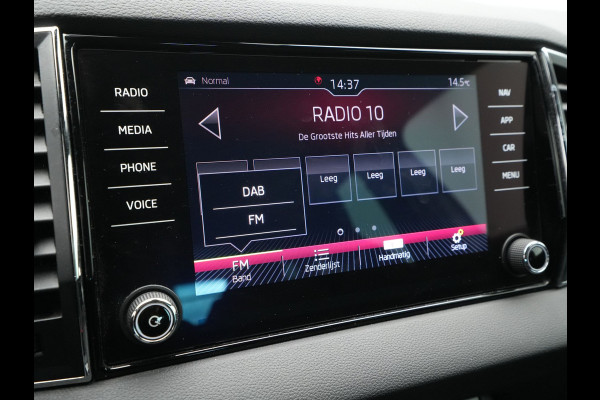 Normal
14:37
14.5°C
RADIO
MEDIA
PHONE
VOICE
NAV
APP
CAR
MENU
RADIO 10
De Grootste Hits Aller Tijden
Leeg
Leeg
Leeg
Leeg
DAB
FM
FM
Band
Zenderlijst
Handmatig
Setup